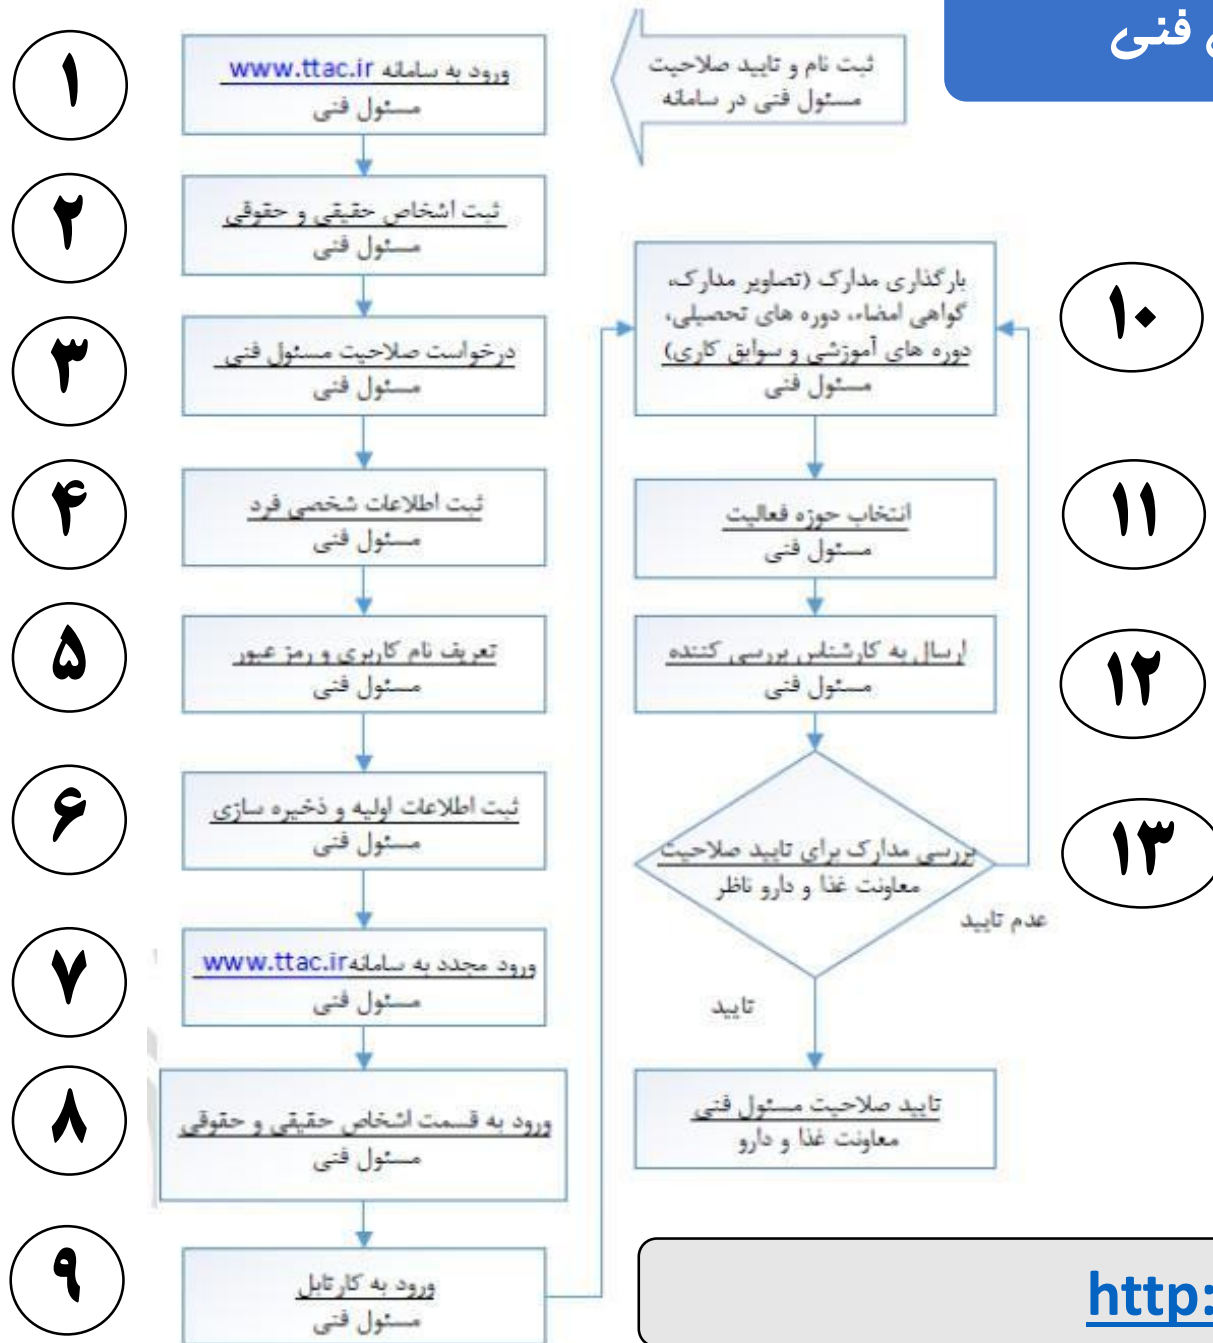 فنی
ثبت نام و تایید صلاحیت
مسئول فنی در سامانه
۱
ورود به سامانه www.ttac.ir
مسئول فنی
۲
ثبت اشخاص حقیقی و حقوقی
مسئول فنی
۳
درخواست صلاحیت مسئول فنی
مسئول فنی
۴
ثبت اطلاعات شخصی فرد
مسئول فنی
۵
تعریف نام کاربری و رمز عبور
مسئول فنی
۶
ثبت اطلاعات اولیه و ذخیره سازی
مسئول فنی
۷
ورود مجدد به سامانه www.ttac.ir
مسئول فنی
۸
ورود به قسمت اشخاص حقیقی و حقوقی
مسئول فنی
۹
ورود به کارتابل
مسئول فنی
۱۰
بارگذاری مدارک (تصاویر مدارک،
گواهی امضاء، دوره های تحصیلی،
دوره های آموزشی و سوابق کاری)
مسئول فنی
۱۱
انتخاب حوزه فعالیت
مسئول فنی
۱۲
ارسال به کارشناس بررسی کننده
مسئول فنی
۱۳
بررسی مدارک برای تایید صلاحیت
معاونت غذا و دارو ناظر
عدم تایید
تایید
تایید صلاحیت مسئول فنی
معاونت غذا و دارو
http: